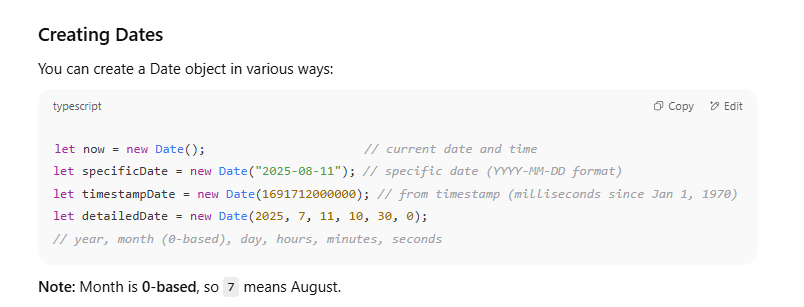 Creating Dates
You can create a Date object in various ways:
typescript Copy Edit
let now = new Date(); // current date and time
let specificDate = new Date("2025-08-11"); // specific date (YYYY-MM-DD format)
let timestampDate = new Date(1691712000000); // from timestamp (milliseconds since Jan 1, 1970)
let detailedDate = new Date(2025, 7, 11, 10, 30, 0);
// year, month (0-based), day, hours, minutes, seconds
Note: Month is 0-based, so 7 means August.